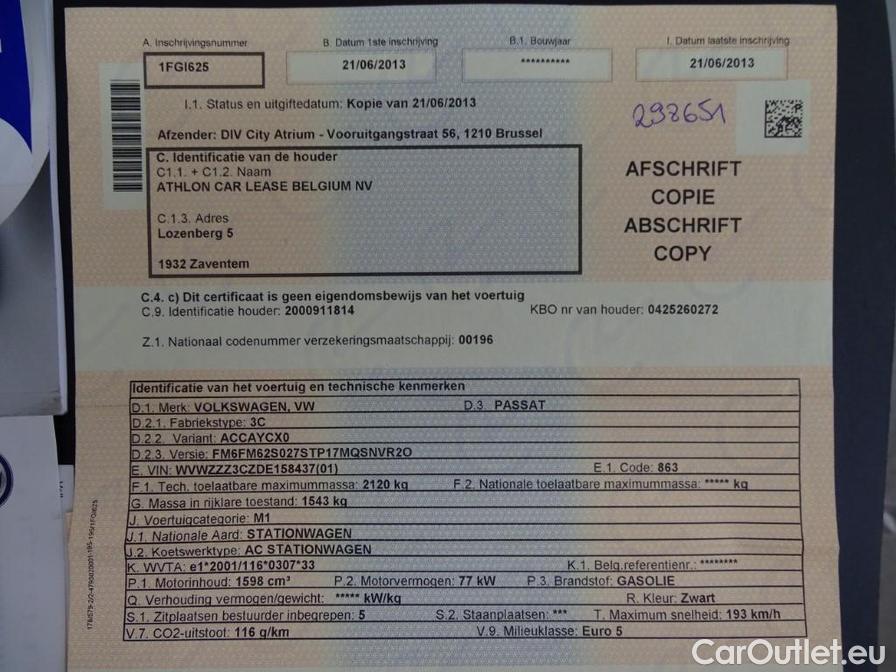 A. Inschrijvingsnummer B. Datum 1ste inschrijving B.1. Bouwjaar I. Datum laatste inschrijving
1FGI625 21/06/2013 ********** 21/06/2013
I.1. Status en uitgiftedatum: Kopie van 21/06/2013
298651
Afzender: DIV City Atrium - Vooruitgangstraat 56, 1210 Brussel
C. Identificatie van de houder
C1.1. + C1.2. Naam
ATHLON CAR LEASE BELGIUM NV
C.1.3. Adres
Lozenberg 5
1932 Zaventem
AFSCHRIFT
COPIE
ABSCHRIFT
COPY
C.4. c) Dit certificaat is geen eigendomsbewijs van het voertuig
C.9. Identificatie houder: 2000911814 KBO nr van houder: 0425260272
Z.1. Nationaal codenummer verzekeringsmaatschappij: 00196
Identificatie van het voertuig en technische kenmerken
D.1. Merk: VOLKSWAGEN, VW D.3. PASSAT
D.2.1. Fabriekstype: 3C
D.2.2. Variant: ACCAYCX0
D.2.3. Versie: FM6FM62S027STP17MQSNVR2O
E. VIN: WVWZZZ3CZDE158437(01) E.1. Code: 863
F.1. Tech. toelaatbare maximummassa: 2120 kg F.2. Nationale toelaatbare maximummassa: ***** kg
G. Massa in rijklare toestand: 1543 kg
J. Voertuigcategorie: M1
J.1. Nationale Aard: STATIONWAGEN
J.2. Koetswerktype: AC STATIONWAGEN
K. WVTA: e1*2001/116*0307*33 K.1. Belg.referentienr.: ********
P.1. Motorinhoud: 1598 cm³ P.2. Motorvermogen: 77 kW P.3. Brandstof: GASOLIE
Q. Verhouding vermogen/gewicht: ***** kW/kg R. Kleur: Zwart
S.1. Zitplaatsen bestuurder inbegrepen: 5 S.2. Staanplaatsen: *** T. Maximum snelheid: 193 km/h
V.7. CO2-uitstoot: 116 g/km V.9. Milieuklasse: Euro 5
CarOutlet.eu